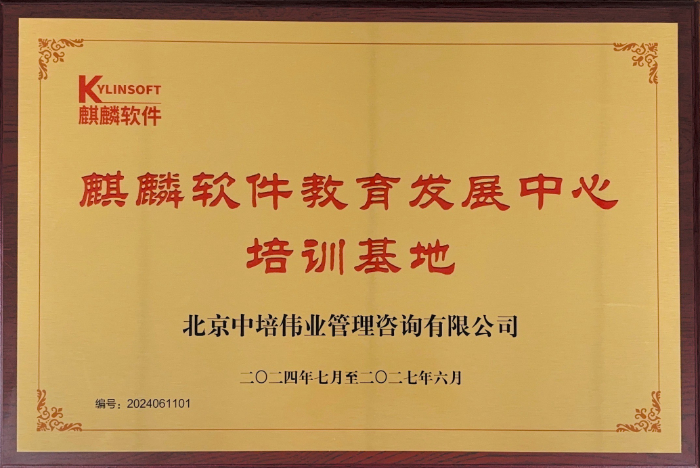 KYLINSOFT
麒麟软件
麒麟软件教育发展中心
培训基地
北京中培伟业管理咨询有限公司
二〇二四年七月至二〇二七年六月
编号：2024061101